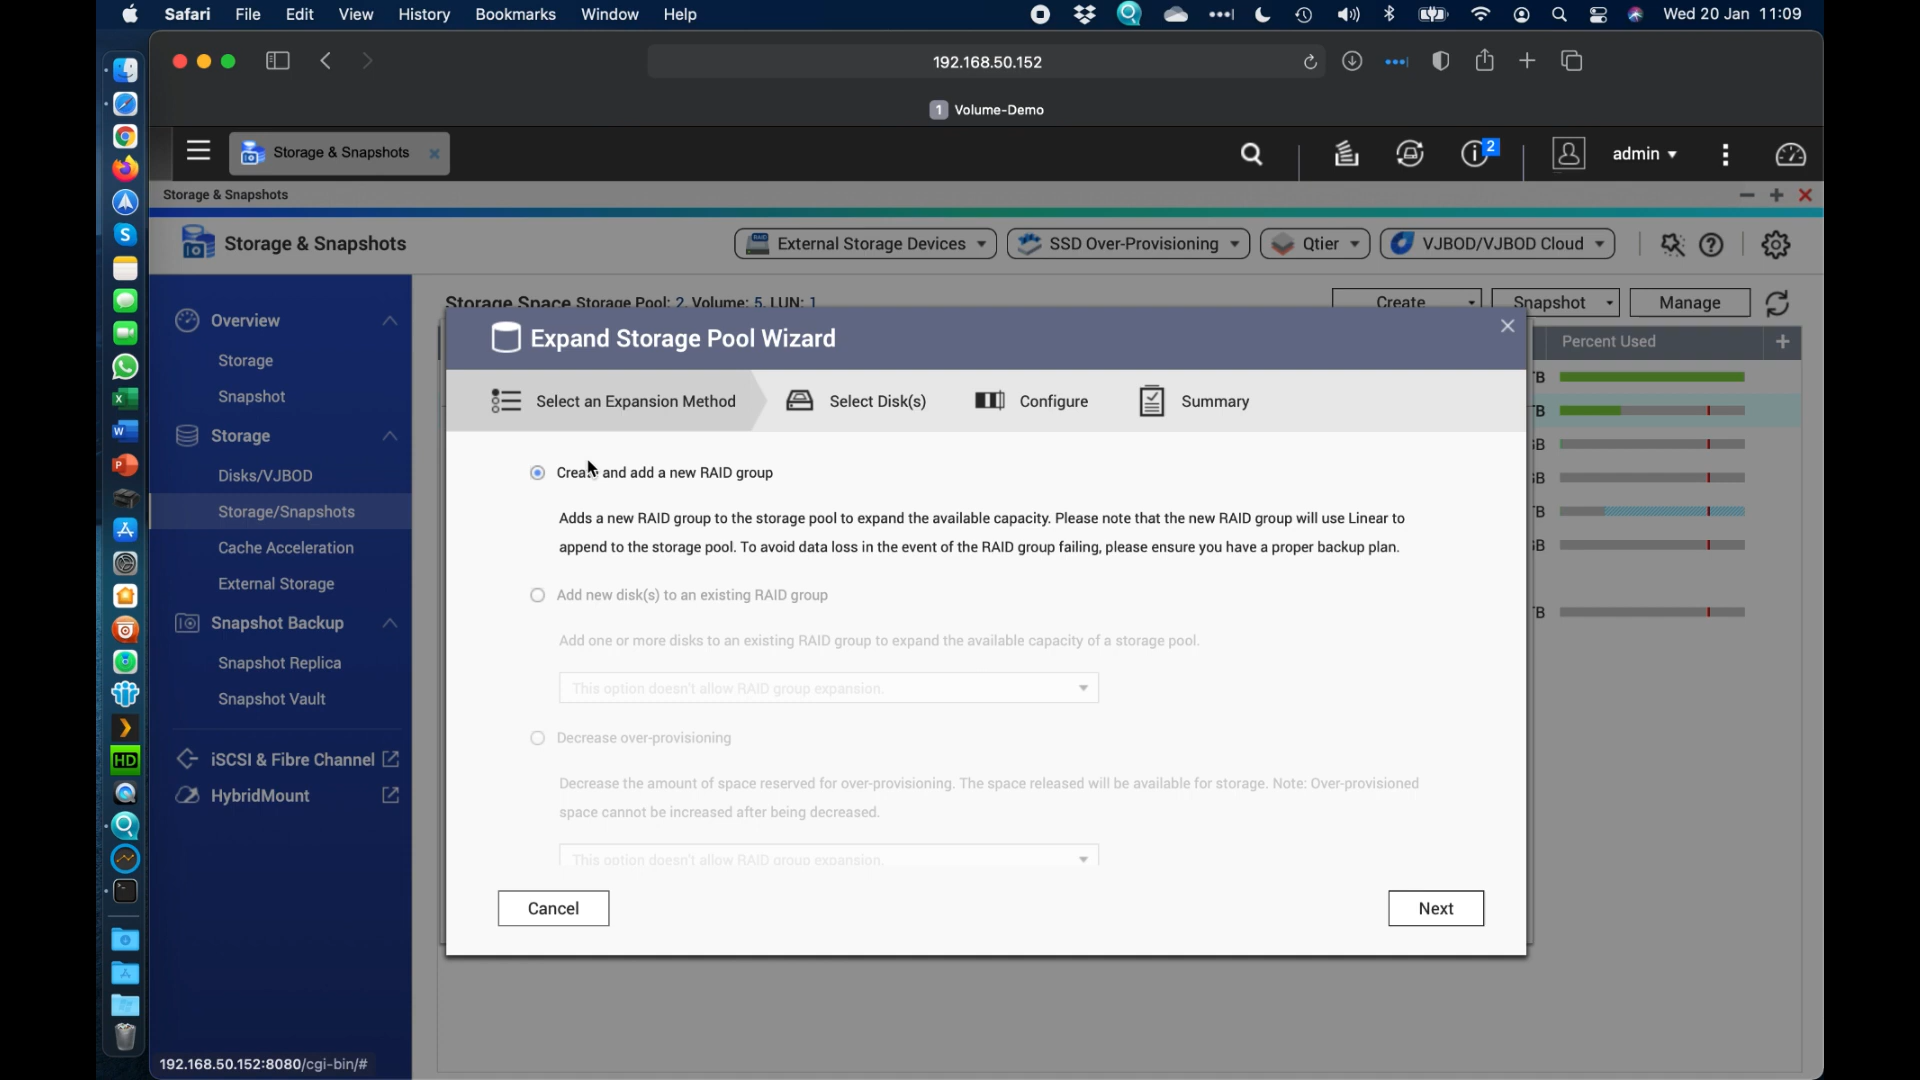 Safari File Edit View History Bookmarks Window Help Wed 20 Jan 11:09
192.168.50.152
1 Volume-Demo
Storage & Snapshots 2 admin
Storage & Snapshots
Storage & Snapshots External Storage Devices SSD Over-Provisioning Qtier VJBOD/VJBOD Cloud
Storage Space Storage Pool: 2, Volume: 5, LUN: 1 Create Snapshot Manage
Overview
Storage
Snapshot
Storage
Disks/VJBOD
Storage/Snapshots
Cache Acceleration
External Storage
Snapshot Backup
Snapshot Replica
Snapshot Vault
iSCSI & Fibre Channel
HybridMount
Expand Storage Pool Wizard
Percent Used
Select an Expansion Method Select Disk(s) Configure Summary
Create and add a new RAID group
Adds a new RAID group to the storage pool to expand the available capacity. Please note that the new RAID group will use Linear to
append to the storage pool. To avoid data loss in the event of the RAID group failing, please ensure you have a proper backup plan.
Add new disk(s) to an existing RAID group
Add one or more disks to an existing RAID group to expand the available capacity of a storage pool.
This option doesn't allow RAID group expansion.
Decrease over-provisioning
Decrease the amount of space reserved for over-provisioning. The space released will be available for storage. Note: Over-provisioned
space cannot be increased after being decreased.
This option doesn't allow RAID group expansion.
Cancel Next
192.168.50.152:8080/cgi-bin/#
HD